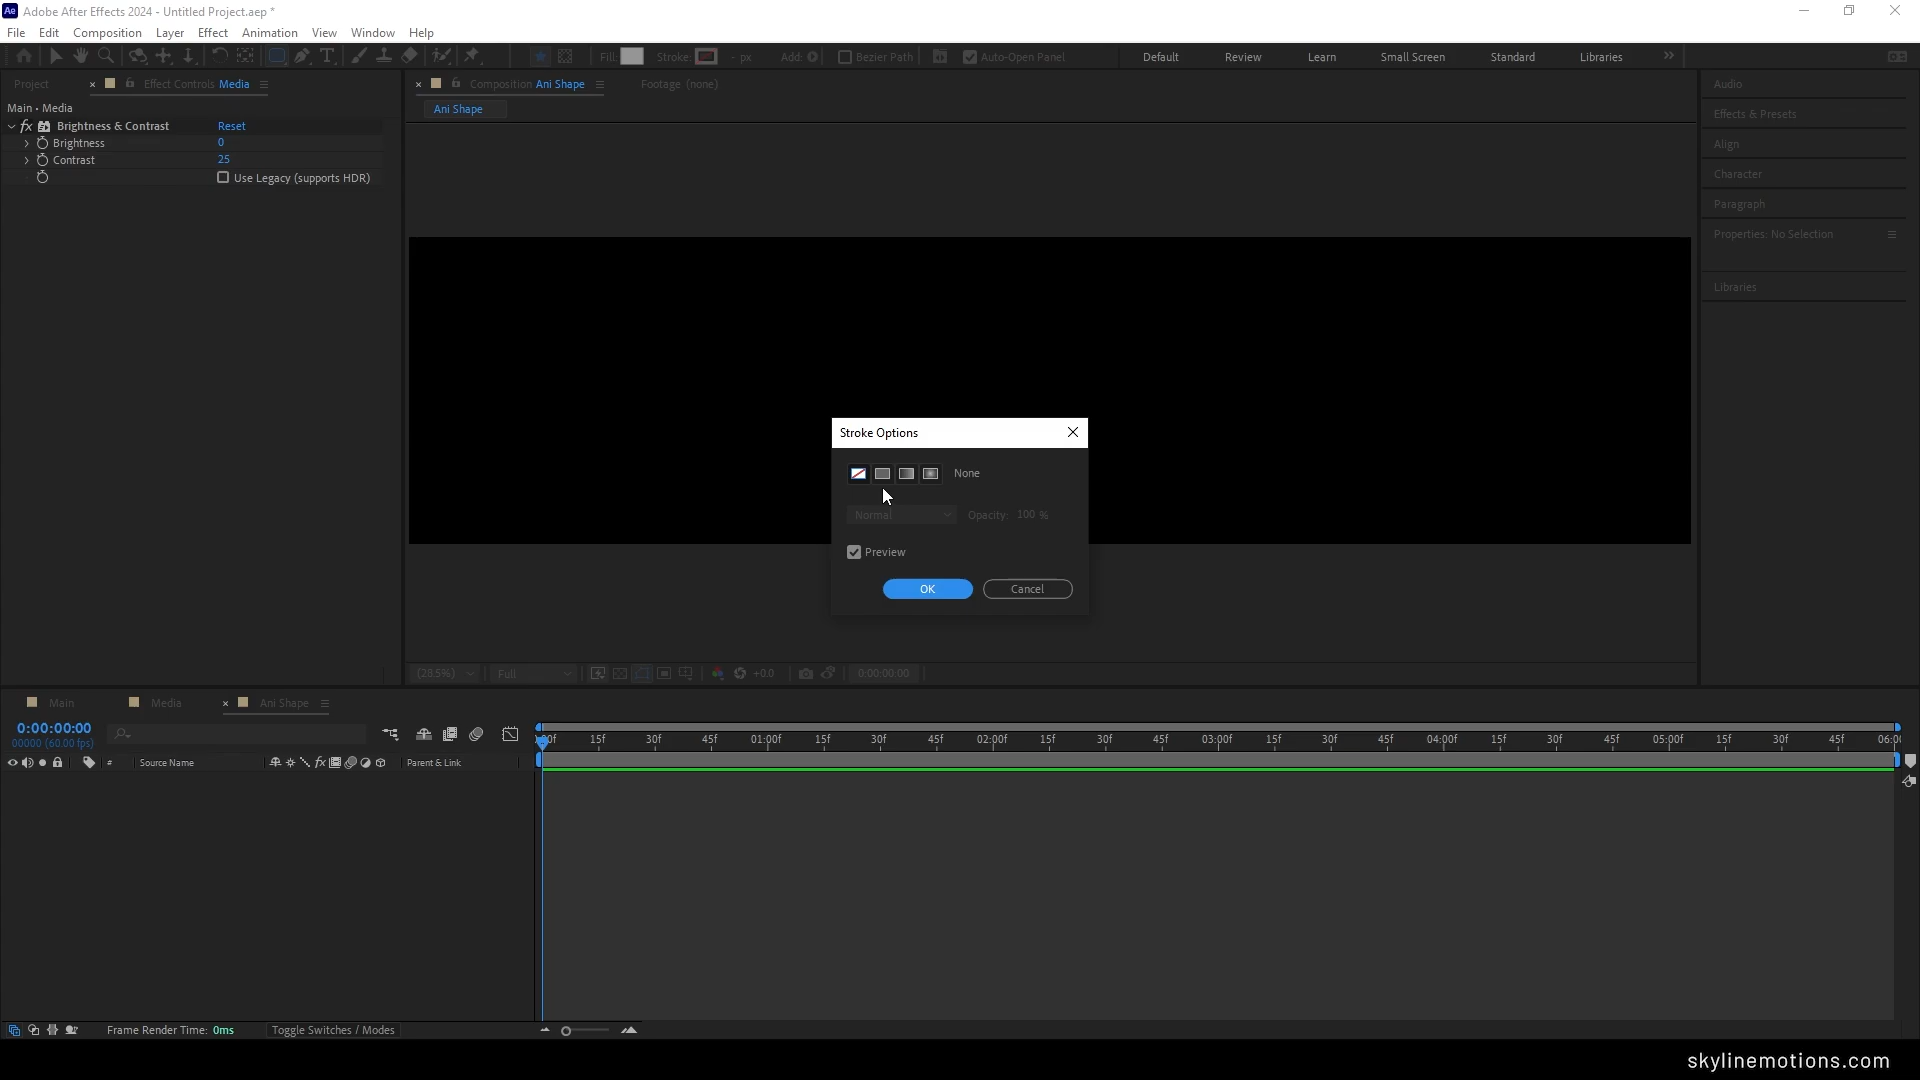 Adobe After Effects 2024 - Untitled Project.aep *
File Edit Composition Layer Effect Animation View Window Help
Fill: Stroke: - px Add: Bezier Path Auto-Open Panel Default Review Learn Small Screen Standard Libraries
Project Effect Controls Media
Composition Ani Shape Footage (none)
Main • Media
Ani Shape
fx Brightness & Contrast Reset
Brightness 0
Contrast 25
Use Legacy (supports HDR)
Audio
Effects & Presets
Align
Character
Paragraph
Properties: No Selection
Libraries
Stroke Options
None
Normal Opacity: 100 %
Preview
OK Cancel
(28.5%) Full +0.0 0:00:00:00
Main Media Ani Shape
0:00:00:00
00000 (60.00 fps)
:00f 15f 30f 45f 01:00f 15f 30f 45f 02:00f 15f 30f 45f 03:00f 15f 30f 45f 04:00f 15f 30f 45f 05:00f 15f 30f 45f 06:0
# Source Name fx Parent & Link
Frame Render Time: 0ms Toggle Switches / Modes
skylinemotions.com